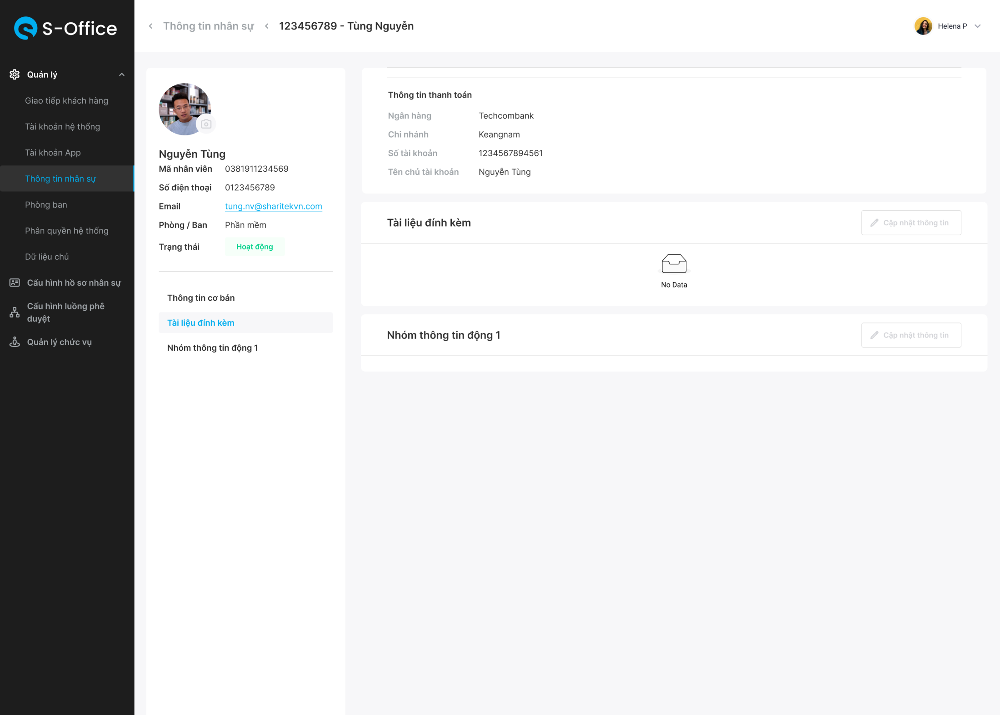 S-Office
Quản lý
Giao tiếp khách hàng
Tài khoản hệ thống
Tài khoản App
Thông tin nhân sự
Phòng ban
Phân quyền hệ thống
Dữ liệu chủ
Cấu hình hồ sơ nhân sự
Cấu hình luồng phê
duyệt
Quản lý chức vụ
Thông tin nhân sự
123456789 - Tùng Nguyễn
Helena P
Nguyễn Tùng
Mã nhân viên 0381911234569
Số điện thoại 0123456789
Email tung.nv@sharitekvn.com
Phòng / Ban Phần mềm
Trạng thái Hoạt động
Thông tin cơ bản
Tài liệu đính kèm
Nhóm thông tin động 1
Thông tin thanh toán
Ngân hàng Techcombank
Chi nhánh Keangnam
Số tài khoản 1234567894561
Tên chủ tài khoản Nguyễn Tùng
Tài liệu đính kèm
Cập nhật thông tin
No Data
Nhóm thông tin động 1
Cập nhật thông tin